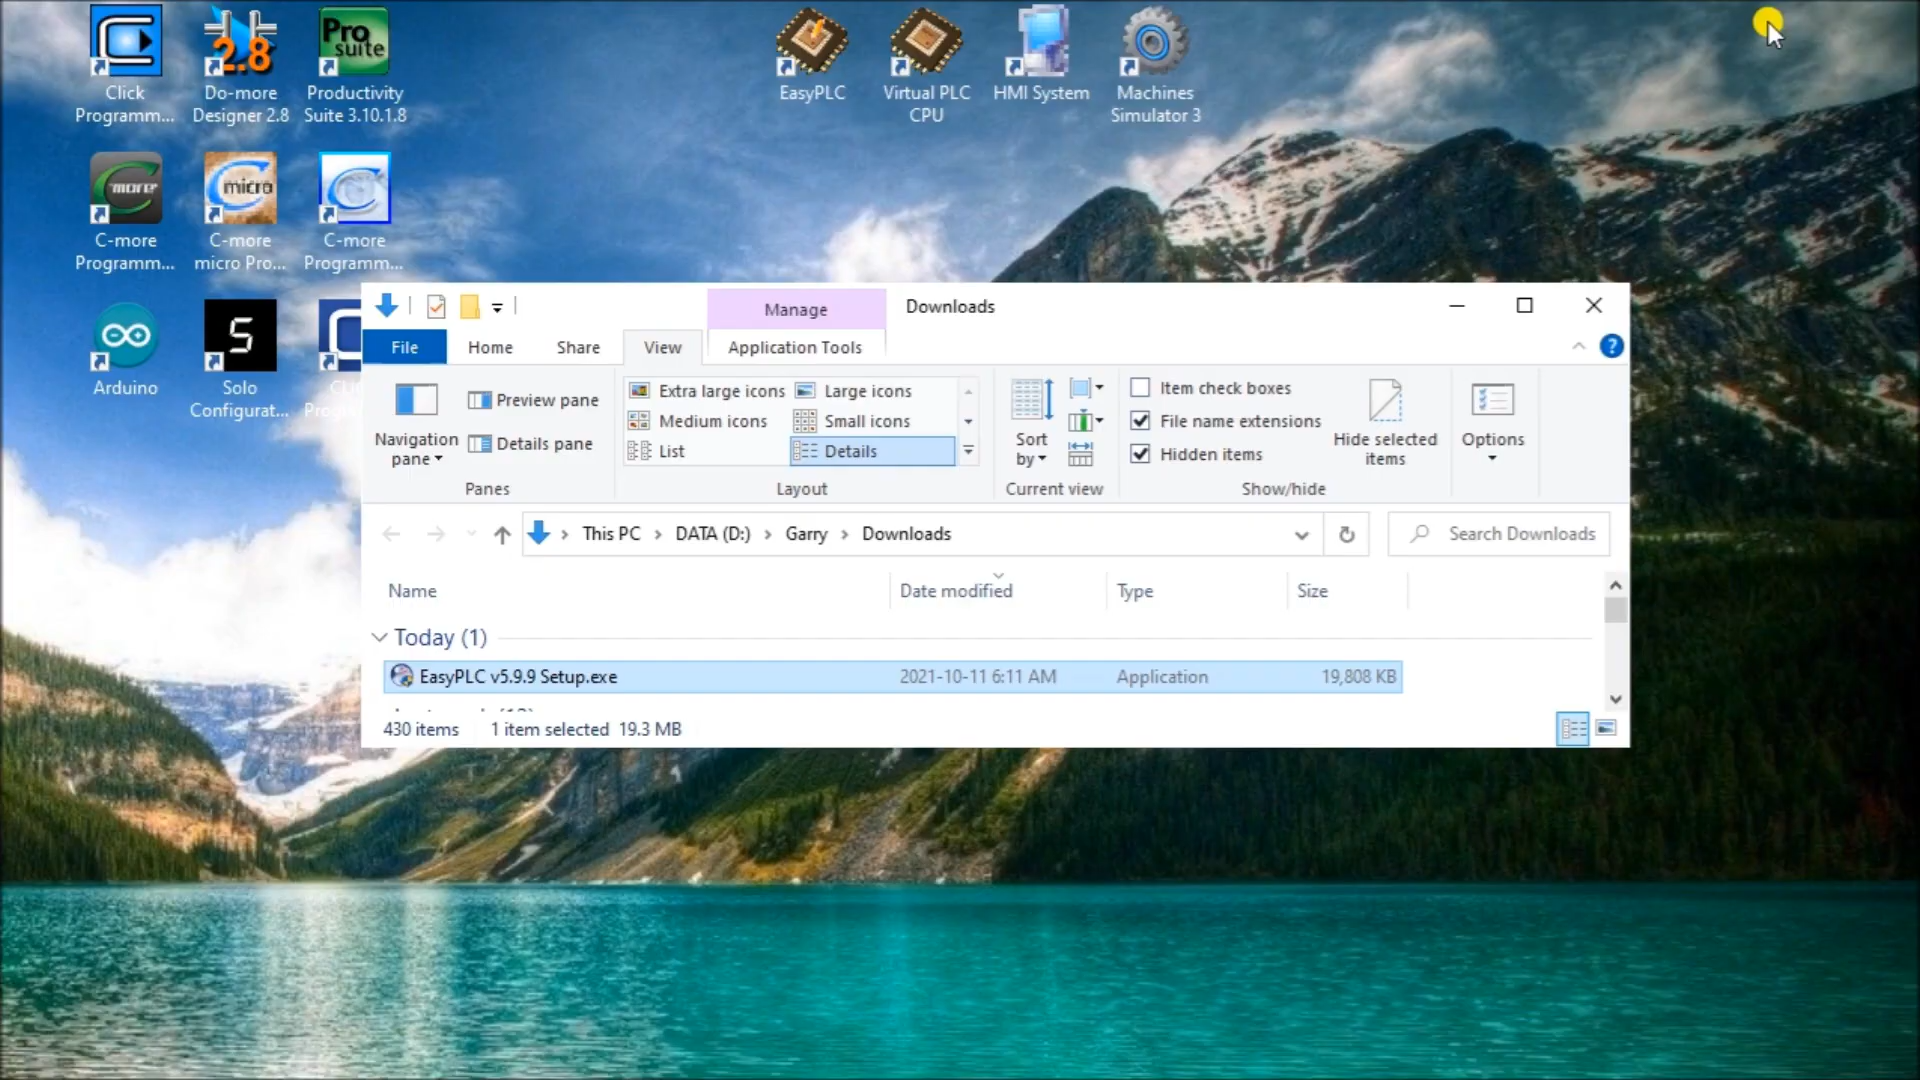 Pro
suite
2.8
Click
Programm...
Do-more
Designer 2.8
Productivity
Suite 3.10.1.8
EasyPLC
Virtual PLC
CPU
HMI System
Machines
Simulator 3
more
micro
C-more
Programm...
C-more
micro Pro...
C-more
Programm...
Arduino
Solo
Configurat...
Manage
Downloads
File
Home
Share
View
Application Tools
Navigation
pane
Preview pane
Details pane
Panes
Extra large icons
Large icons
Medium icons
Small icons
List
Details
Layout
Sort
by
Current view
Item check boxes
File name extensions
Hidden items
Hide selected
items
Show/hide
Options
This PC > DATA (D:) > Garry > Downloads
Search Downloads
Name
Date modified
Type
Size
Today (1)
EasyPLC v5.9.9 Setup.exe 2021-10-11 6:11 AM Application 19,808 KB
430 items 1 item selected 19.3 MB